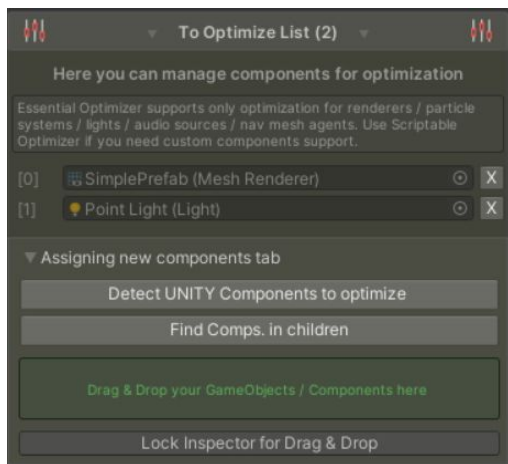 To Optimize List (2)
Here you can manage components for optimization
Essential Optimizer supports only optimization for renderers / particle
systems / lights / audio sources / nav mesh agents. Use Scriptable
Optimizer if you need custom components support.
[0] SimplePrefab (Mesh Renderer) X
[1] Point Light (Light) X
Assigning new components tab
Detect UNITY Components to optimize
Find Comps. in children
Drag & Drop your GameObjects / Components here
Lock Inspector for Drag & Drop